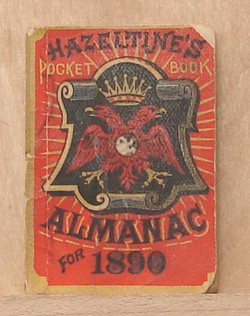 HAZELTINE'S
POCKET BOOK
ALMANAC
FOR 1890